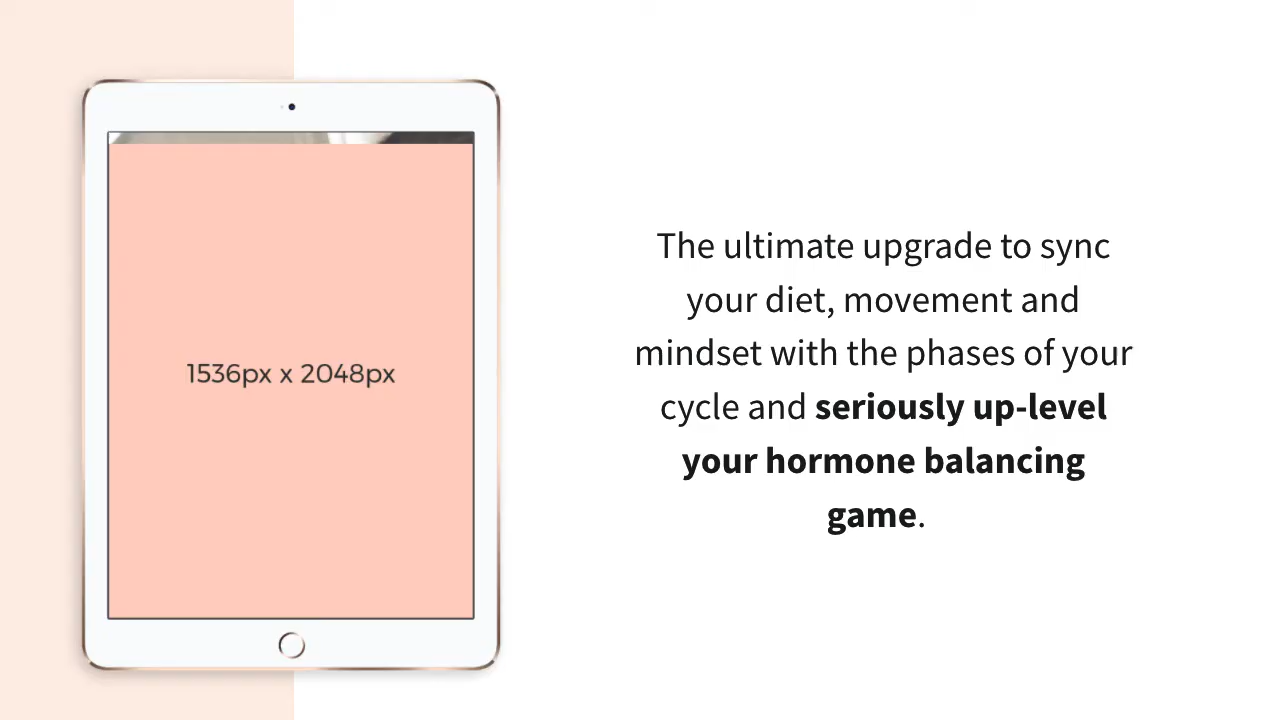 1536px x 2048px
The ultimate upgrade to sync
your diet, movement and
mindset with the phases of your
cycle and seriously up-level
your hormone balancing
game.